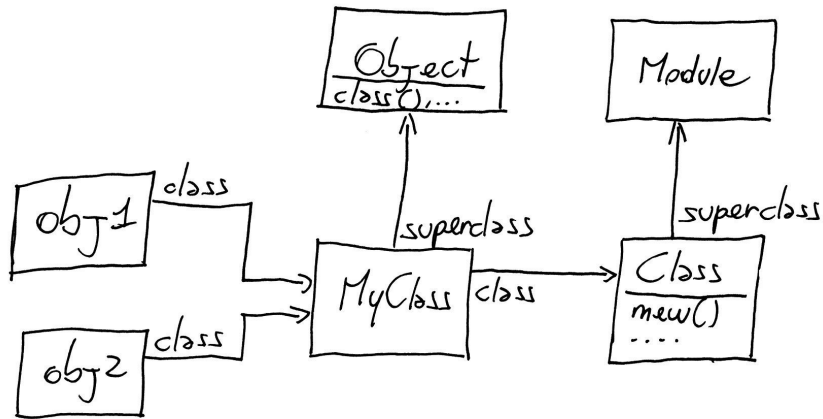 Object
class(),...
Module
obj1
class
superclass
superclass
MyClass
class
Class
new()
....
obj2
class